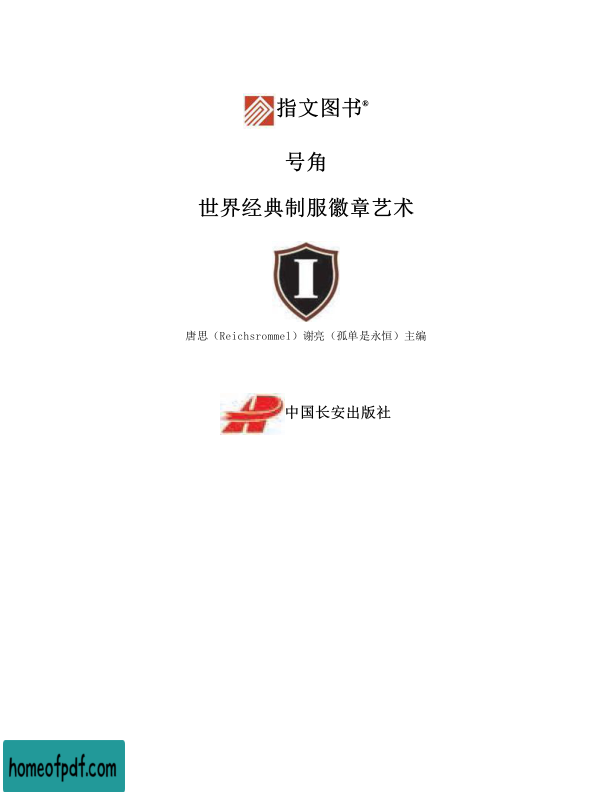 指文图书®
号角
世界经典制服徽章艺术
I
唐思（Reichsrommel）谢亮（孤单是永恒）主编
中国长安出版社
homeofpdf.com